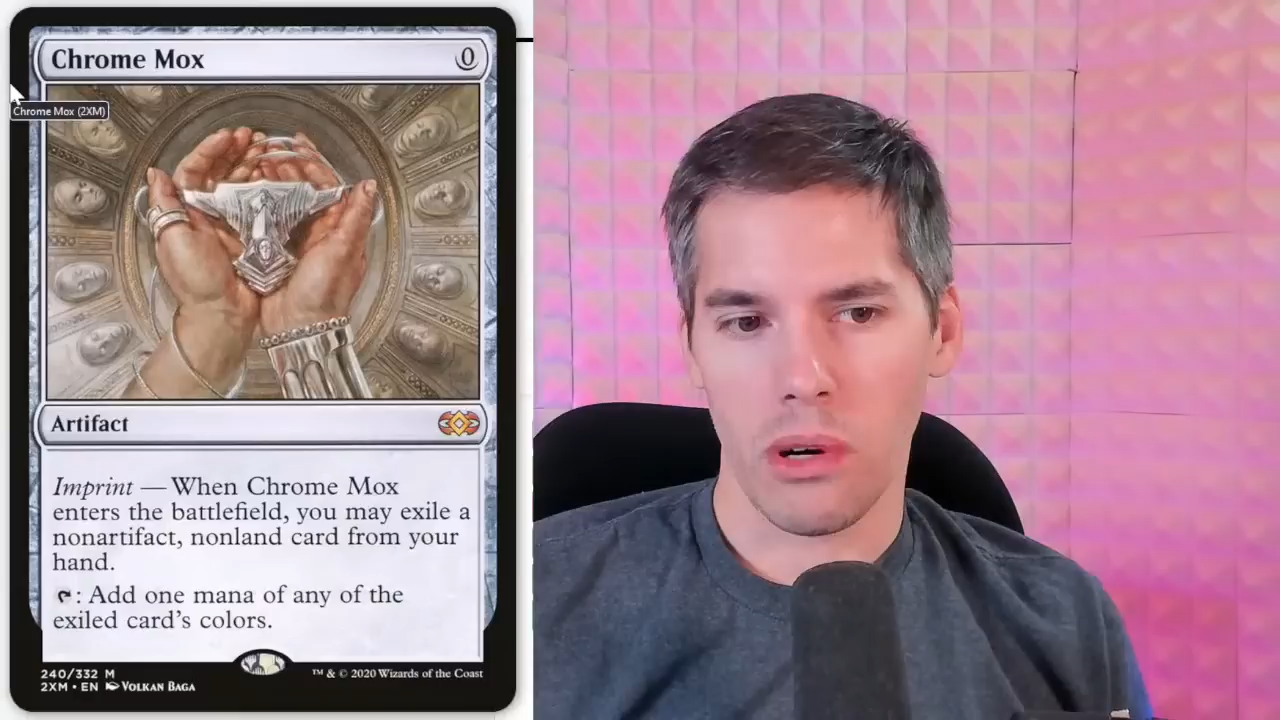 Chrome Mox 0
Chrome Mox (2XM)
Artifact
Imprint — When Chrome Mox
enters the battlefield, you may exile a
nonartifact, nonland card from your
hand.
: Add one mana of any of the
exiled card's colors.
240/332 M
™ & © 2020 Wizards of the Coast
2XM • EN VOLKAN BAGA